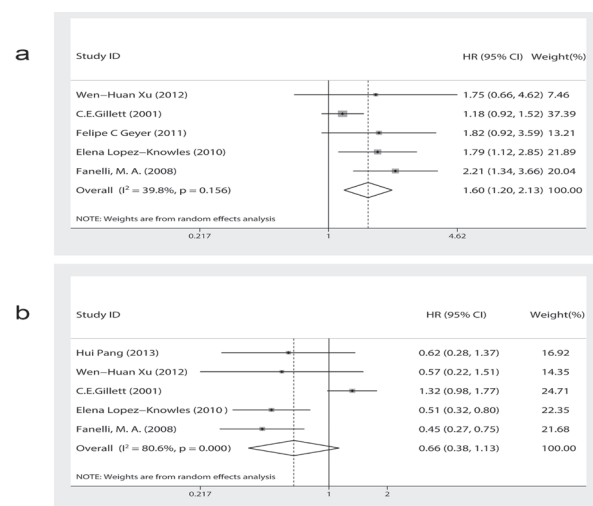 a
Study ID HR (95% CI) Weight(%)
Wen−Huan Xu (2012) 1.75 (0.66, 4.62) 7.46
C.E.Gillett (2001) 1.18 (0.92, 1.52) 37.39
Felipe C Geyer (2011) 1.82 (0.92, 3.59) 13.21
Elena Lopez−Knowles (2010) 1.79 (1.12, 2.85) 21.89
Fanelli, M. A. (2008) 2.21 (1.34, 3.66) 20.04
Overall (I² = 39.8%, p = 0.156) 1.60 (1.20, 2.13) 100.00
NOTE: Weights are from random effects analysis
0.217 1 4.62
b
Study ID HR (95% CI) Weight(%)
Hui Pang (2013) 0.62 (0.28, 1.37) 16.92
Wen−Huan Xu (2012) 0.57 (0.22, 1.51) 14.35
C.E.Gillett (2001) 1.32 (0.98, 1.77) 24.71
Elena Lopez−Knowles (2010 ) 0.51 (0.32, 0.80) 22.35
Fanelli, M. A. (2008) 0.45 (0.27, 0.75) 21.68
Overall (I² = 80.6%, p = 0.000) 0.66 (0.38, 1.13) 100.00
NOTE: Weights are from random effects analysis
0.217 1 2